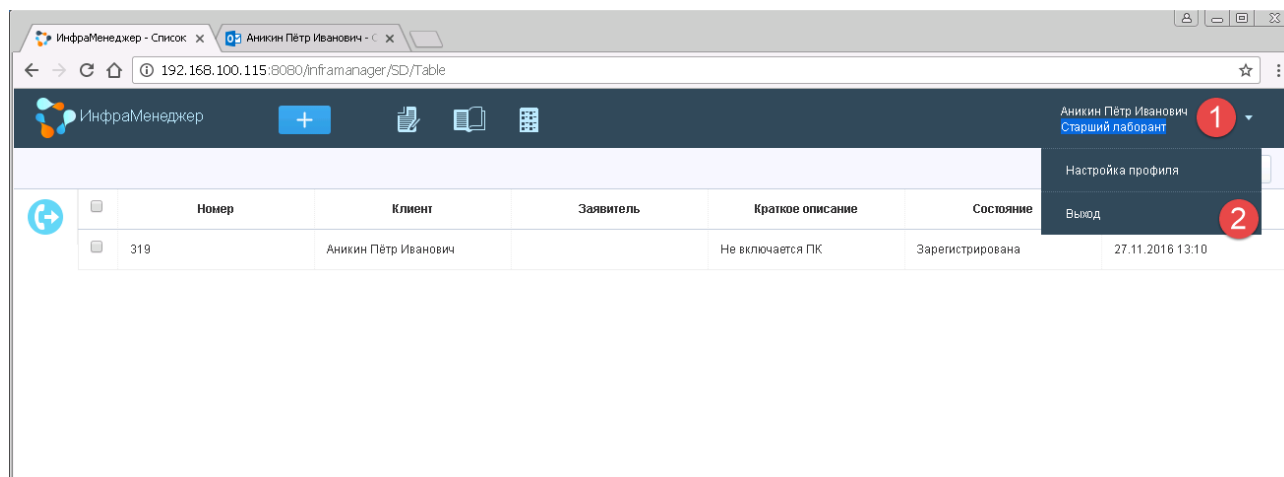 ИнфраМенеджер - Список
Аникин Пётр Иванович - С
192.168.100.115:8080/inframanager/SD/Table
ИнфраМенеджер
Аникин Пётр Иванович
Старший лаборант
1
Настройка профиля
Выход
2
Номер Клиент Заявитель Краткое описание Состояние
319 Аникин Пётр Иванович Не включается ПК Зарегистрирована 27.11.2016 13:10